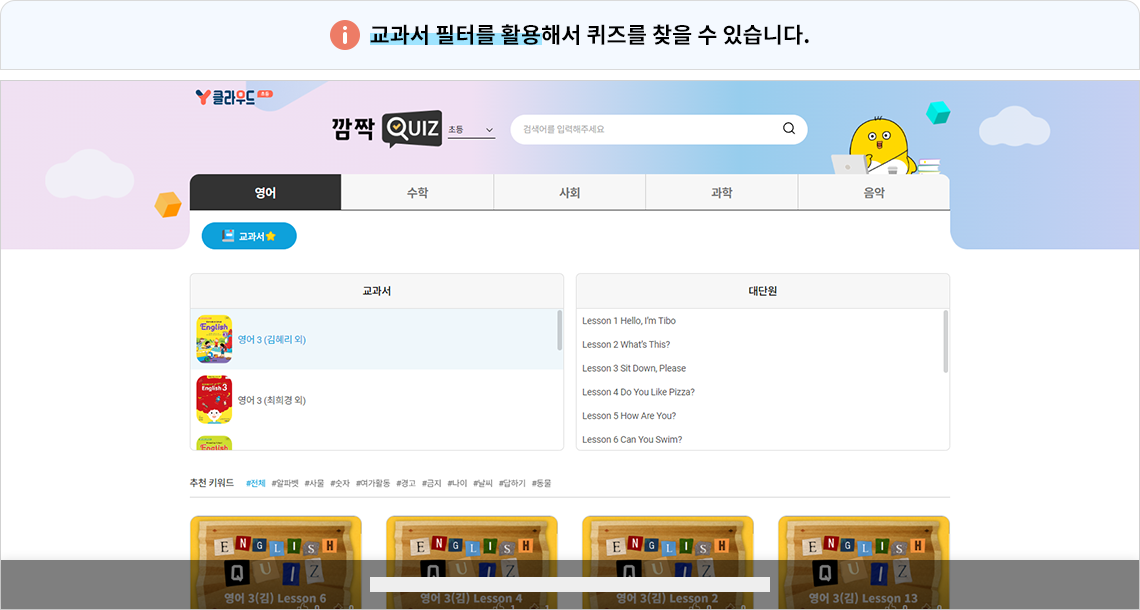 교과서 필터를 활용해서 퀴즈를 찾을 수 있습니다.
Y클라우드 초등
깜짝 QUIZ 초등 검색어를 입력해주세요
영어 수학 사회 과학 음악
교과서
교과서 대단원
English
영어 3 (김혜리 외)
English 3
영어 3 (최희경 외)
English
Lesson 1 Hello, I'm Tibo
Lesson 2 What's This?
Lesson 3 Sit Down, Please
Lesson 4 Do You Like Pizza?
Lesson 5 How Are You?
Lesson 6 Can You Swim?
추천 키워드 #전체 #알파벳 #사물 #숫자 #여가활동 #경고 #금지 #나이 #날씨 #답하기 #동물
ENGLISH ENGLISH ENGLISH ENGLISH
QUIZ QUIZ QUIZ QUIZ
영어 3(김) Lesson 6 영어 3(김) Lesson 4 영어 3(김) Lesson 2 영어 3(김) Lesson 13